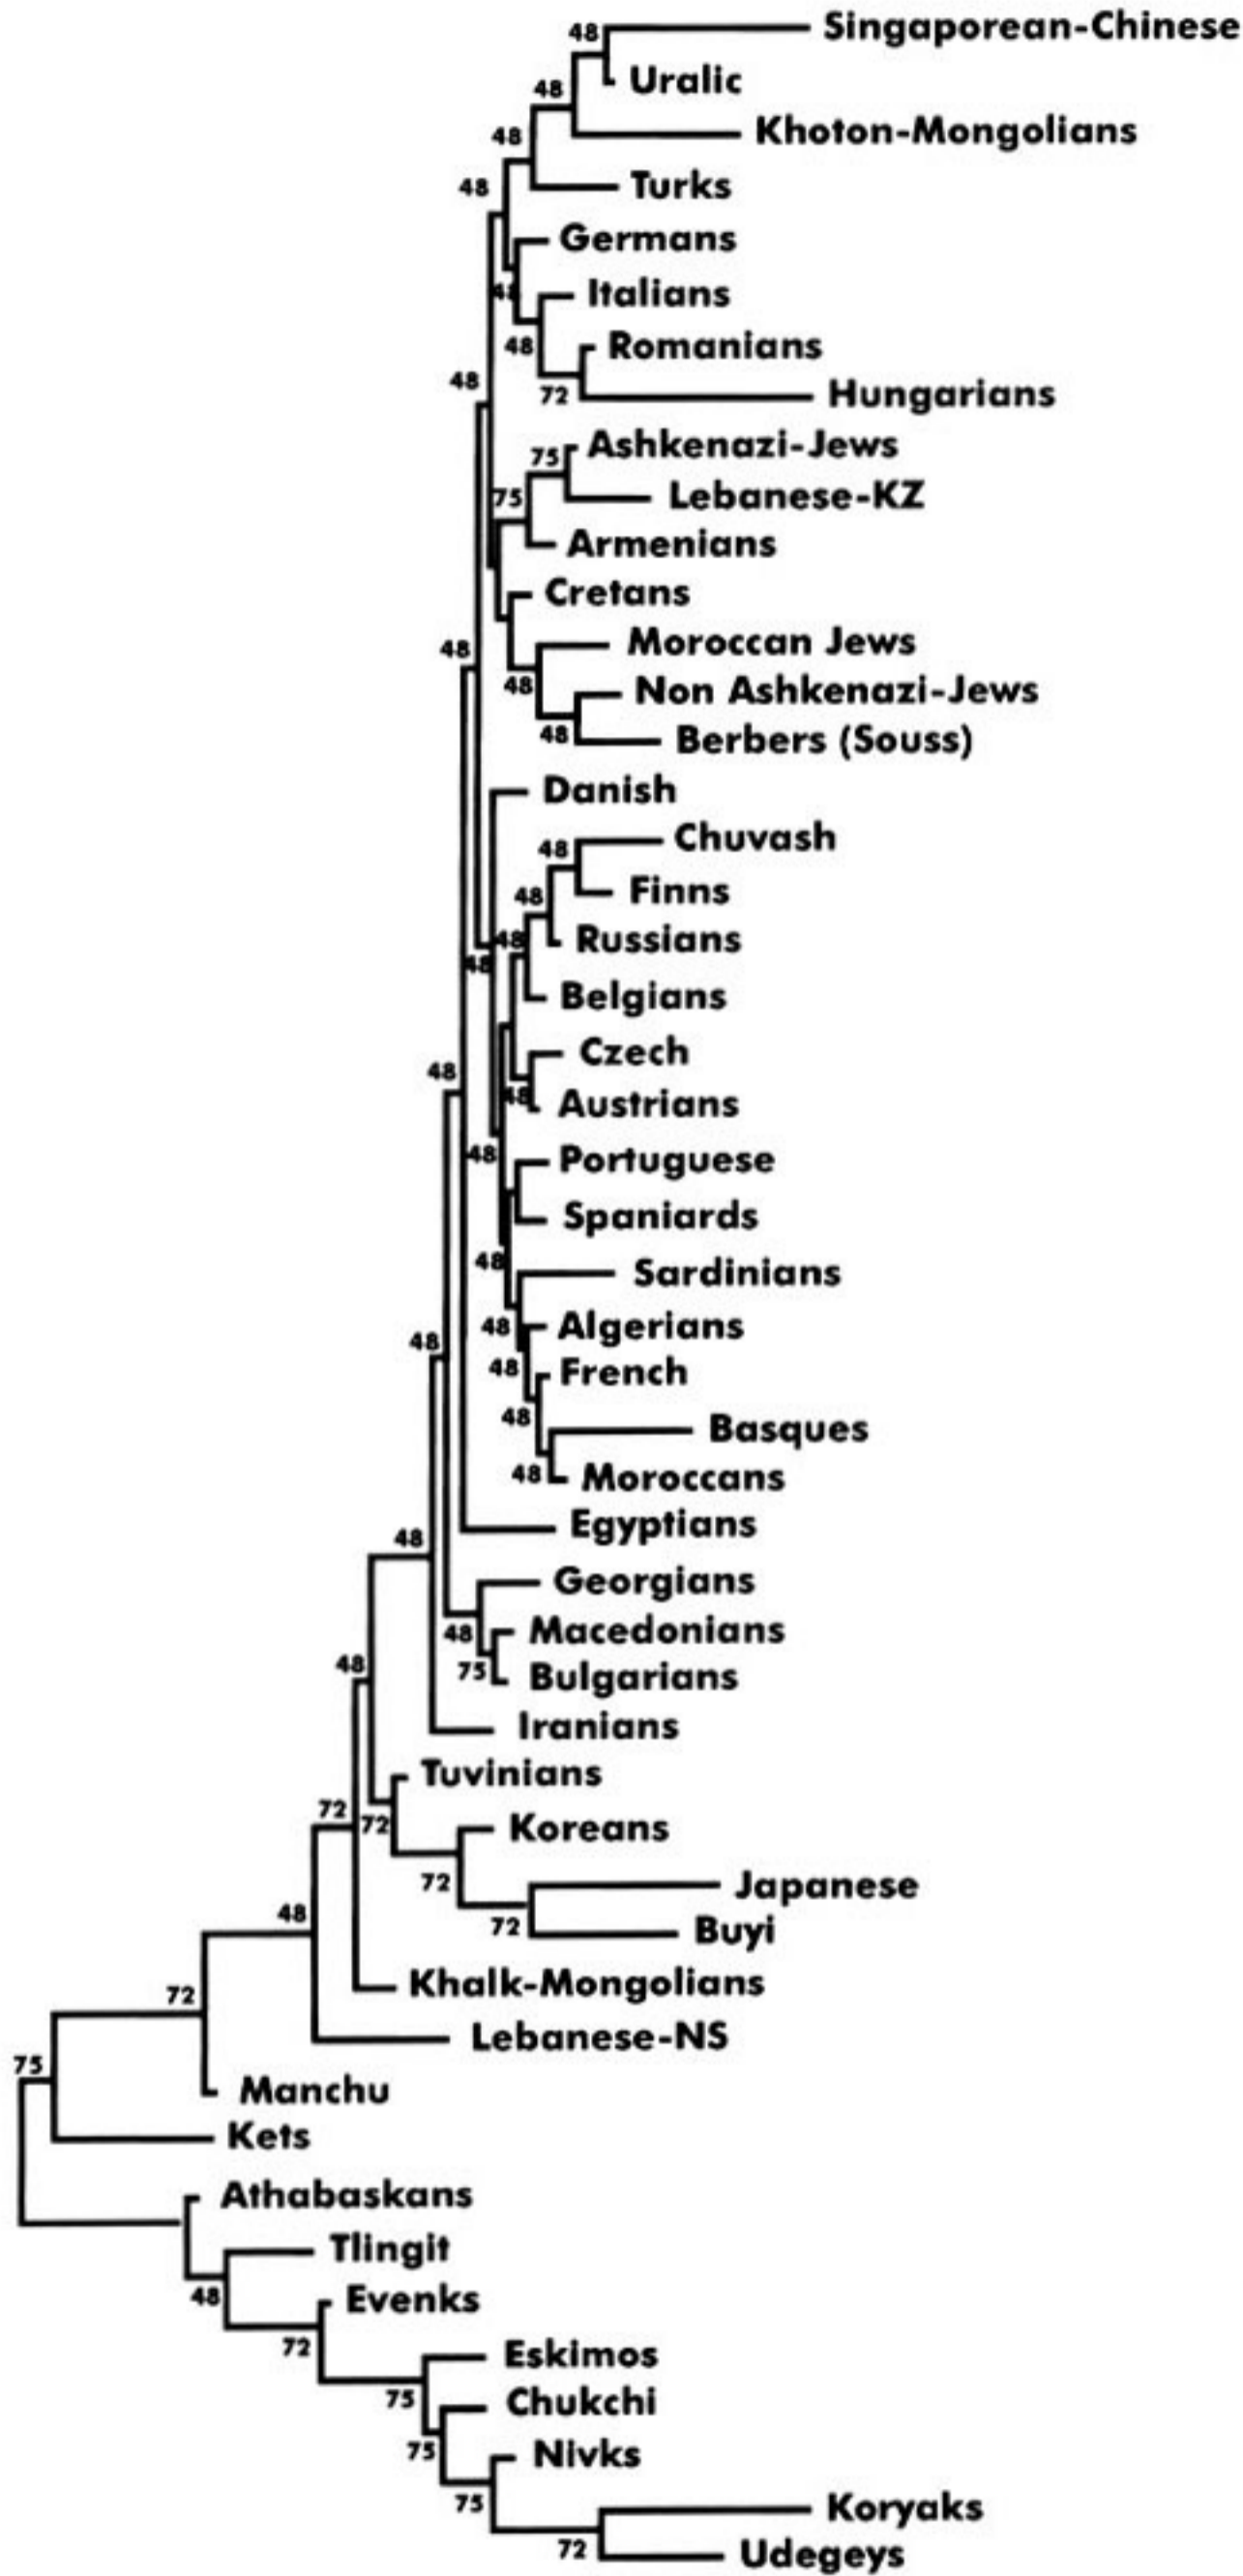 48 Singaporean-Chinese
Uralic
48
Khoton-Mongolians
48
Turks
48
Germans
48 Italians
48 Romanians
72 Hungarians
48
Ashkenazi-Jews
75
Lebanese-KZ
75
Armenians
Cretans
Moroccan Jews
48
48 Non Ashkenazi-Jews
48 Berbers (Souss)
Danish
Chuvash
48
Finns
48
48 Russians
48
Belgians
Czech
48
48 Austrians
48 Portuguese
Spaniards
48 Sardinians
48 Algerians
48
48 French
48 Basques
48 Moroccans
Egyptians
48
Georgians
48 Macedonians
75 Bulgarians
48
Iranians
Tuvinians
72
72 Koreans
72 Japanese
48
72 Buyi
Khalk-Mongolians
72
Lebanese-NS
75
Manchu
Kets
Athabaskans
Tlingit
48 Evenks
72 Eskimos
75 Chukchi
75 Nivks
75 Koryaks
72 Udegeys